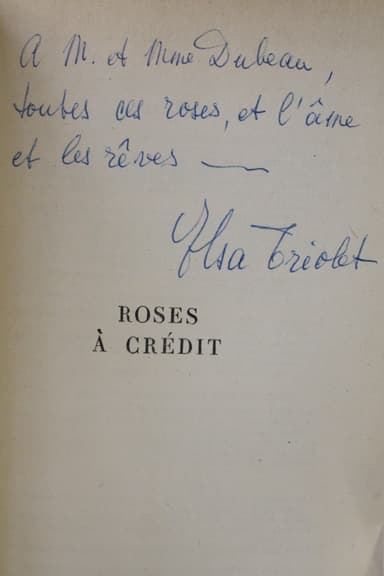 A M. et Mme Dubeau,
toutes ces roses, et l'âme
et les rêves —
Elsa Triolet
ROSES
À CRÉDIT